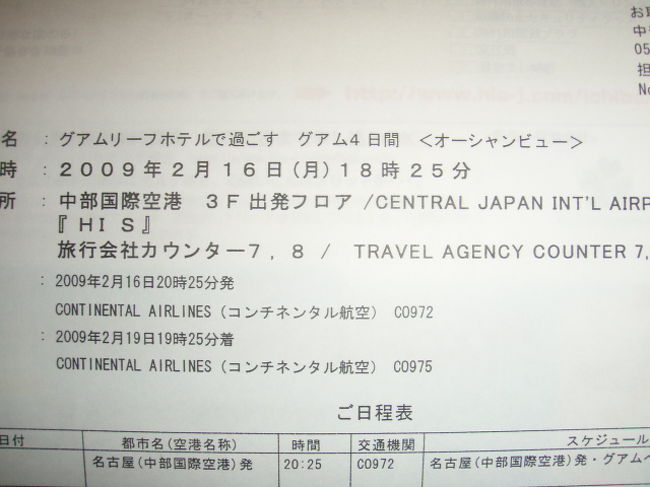 お
中
05
担
No
名 : グアムリーフホテルで過ごす グアム4日間 <オーシャンビュー>
時 : 2009年2月16日(月)18時25分
所 : 中部国際空港 3F出発フロア /CENTRAL JAPAN INT'L AIRP
『HIS』
旅行会社カウンター7,8 / TRAVEL AGENCY COUNTER 7,
: 2009年2月16日20時25分発
CONTINENTAL AIRLINES (コンチネンタル航空) CO972
: 2009年2月19日19時25分着
CONTINENTAL AIRLINES (コンチネンタル航空) CO975
ご日程表
日付 都市名(空港名称) 時間 交通機関 スケジュール
名古屋(中部国際空港)発 20:25 CO972 名古屋(中部国際空港)発・グアムへ